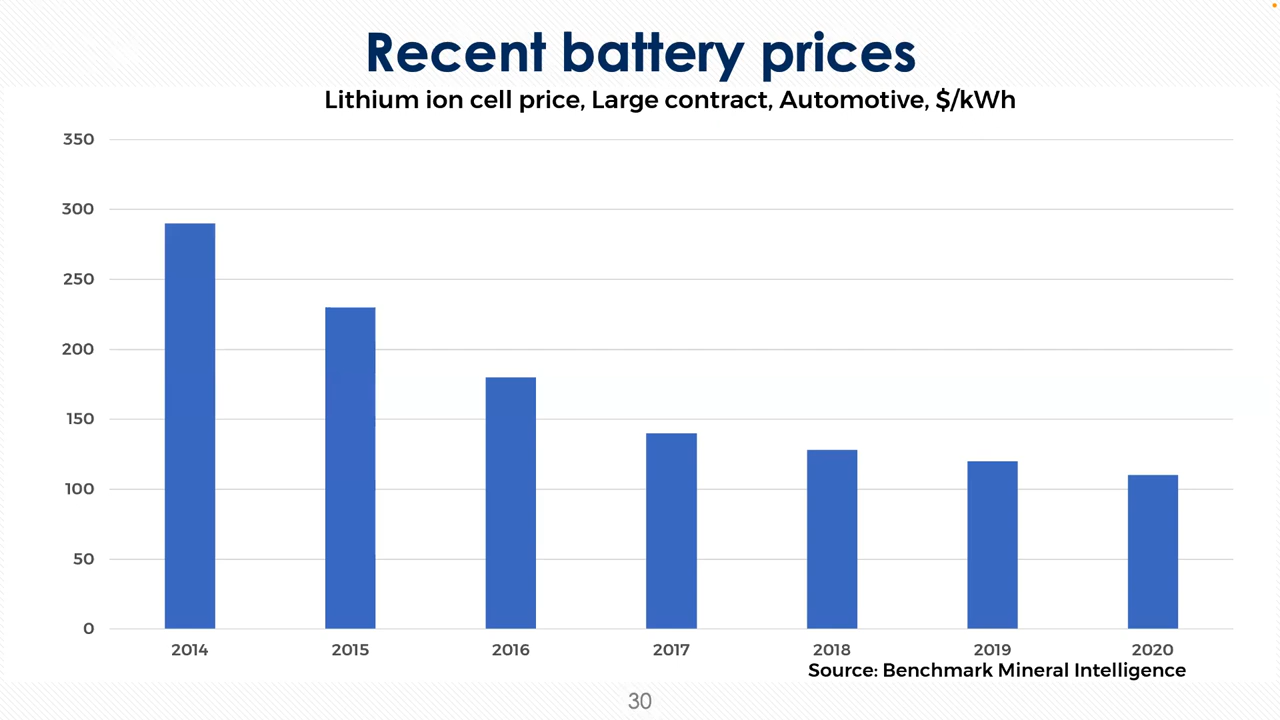 Recent battery prices
Lithium ion cell price, Large contract, Automotive, $/kWh
350
300
250
200
150
100
50
0
2014 2015 2016 2017 2018 2019 2020
Source: Benchmark Mineral Intelligence
30